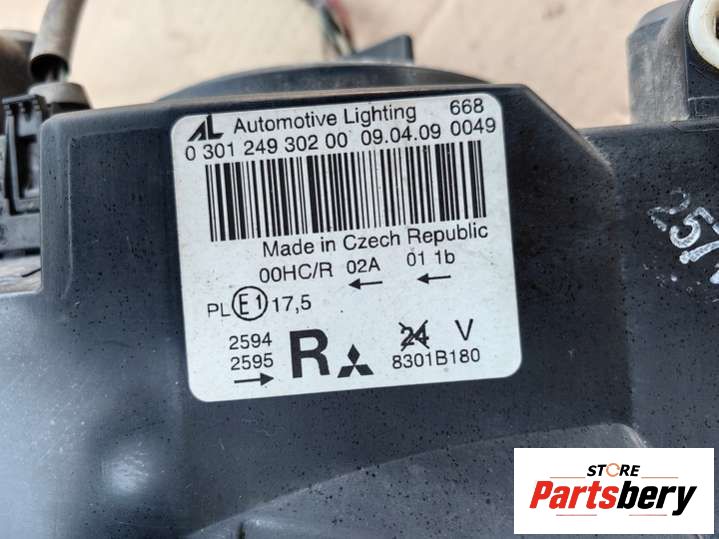 AL Automotive Lighting 668
0 301 249 302 00 09.04.09 0049
Made in Czech Republic
00HC/R 02A 01 1b
PL E1 17,5
2594
2595
R
24 V
8301B180
STORE
Partsbery